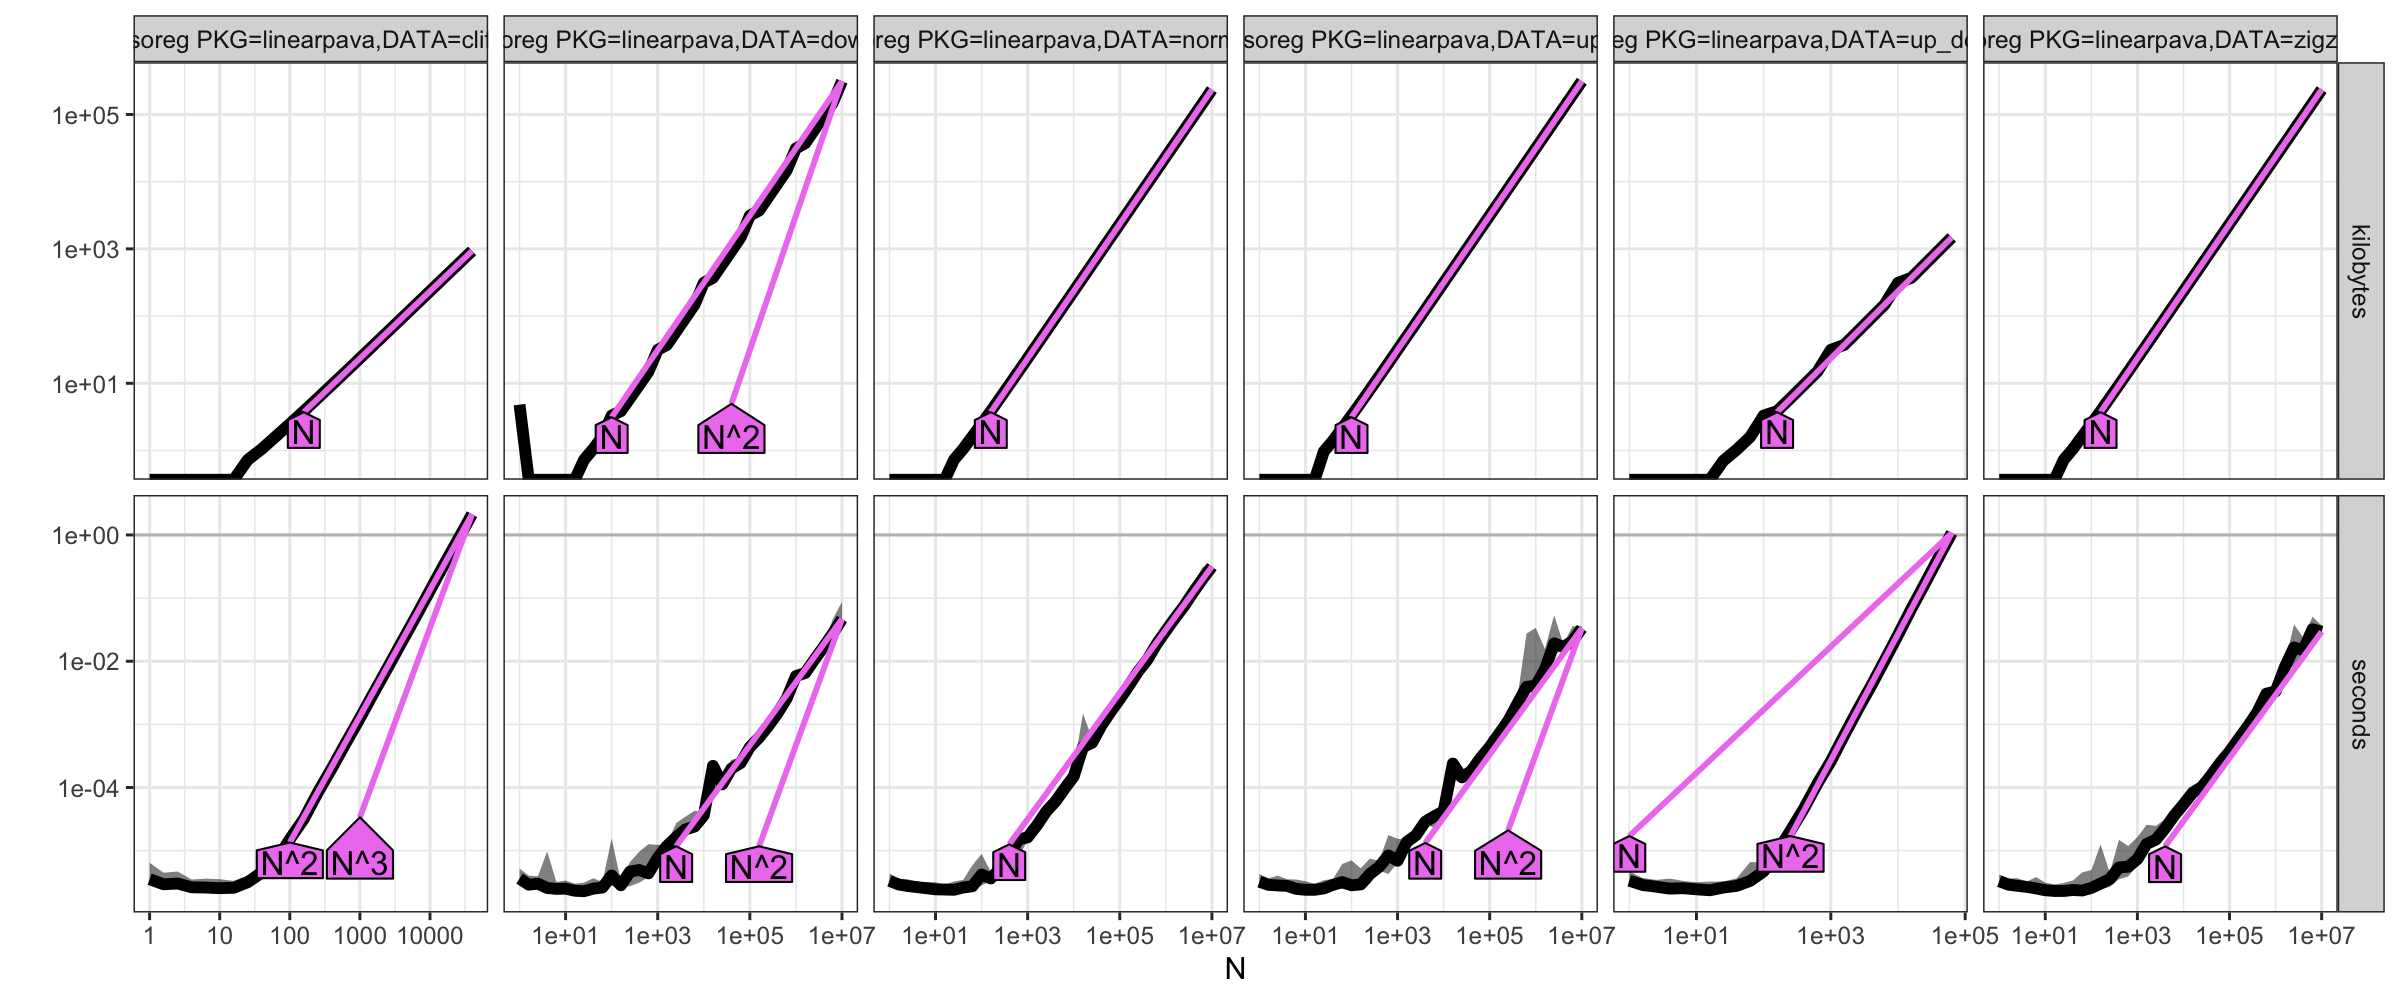 soreg PKG=linearpava,DATA=clif
oreg PKG=linearpava,DATA=dow
reg PKG=linearpava,DATA=norn
soreg PKG=linearpava,DATA=up
eg PKG=linearpava,DATA=up_do
oreg PKG=linearpava,DATA=zigz
1e+05
1e+03
1e+01
N
N
N^2
N
N
N
N
kilobytes
1e+00
1e-02
1e-04
N^2
N^3
N
N^2
N
N
N^2
N
N^2
N
seconds
1 10 100 1000 10000
1e+01 1e+03 1e+05 1e+07
1e+01 1e+03 1e+05 1e+07
1e+01 1e+03 1e+05 1e+07
1e+01 1e+03 1e+05
1e+01 1e+03 1e+05 1e+07
N